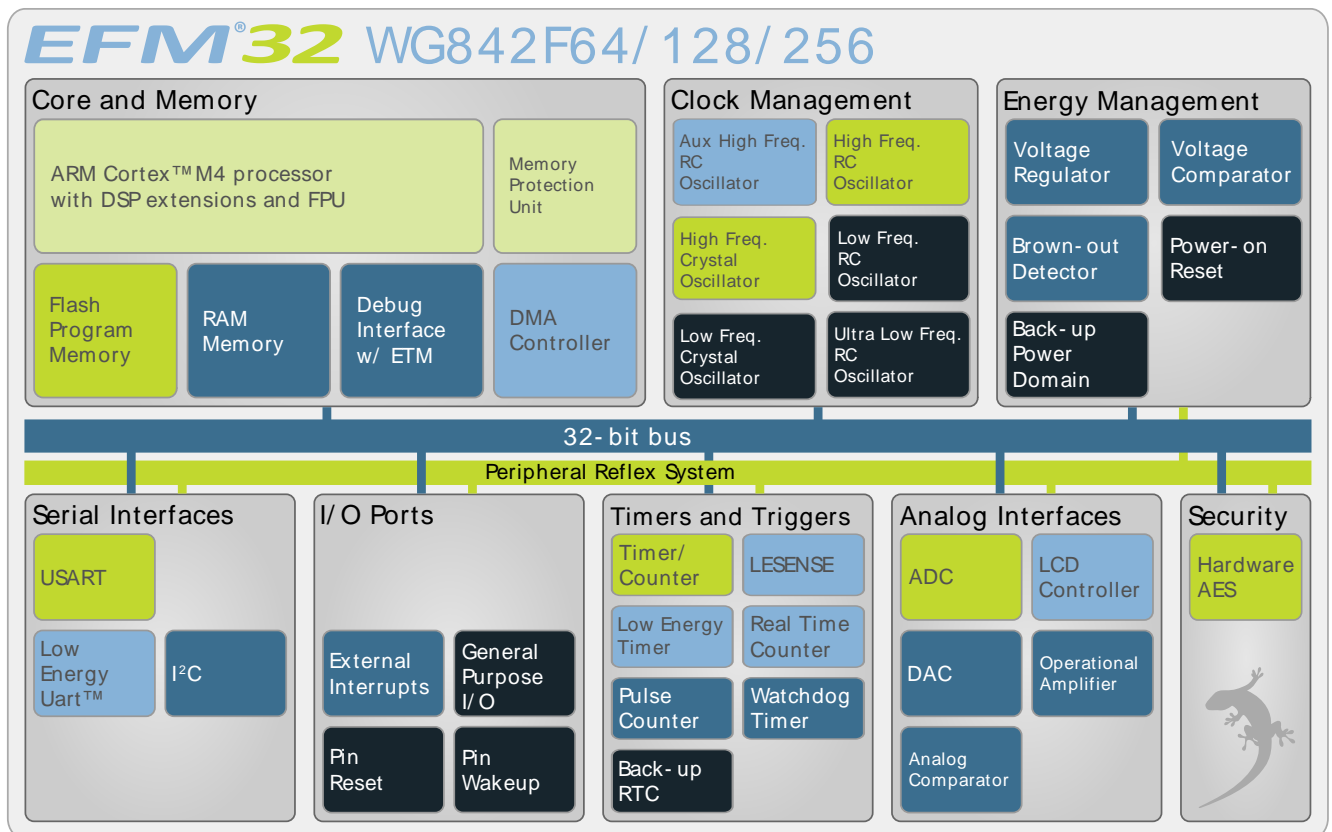 EFM®32 WG842F64/128/256
Core and Memory
ARM Cortex™ M4 processor
with DSP extensions and FPU
Memory
Protection
Unit
Flash
Program
Memory
RAM
Memory
Debug
Interface
w/ ETM
DMA
Controller
Clock Management
Aux High Freq.
RC
Oscillator
High Freq.
RC
Oscillator
High Freq.
Crystal
Oscillator
Low Freq.
RC
Oscillator
Low Freq.
Crystal
Oscillator
Ultra Low Freq.
RC
Oscillator
Energy Management
Voltage
Regulator
Voltage
Comparator
Brown-out
Detector
Power-on
Reset
Back-up
Power
Domain
32-bit bus
Peripheral Reflex System
Serial Interfaces
USART
Low
Energy
Uart™
I²C
I/O Ports
External
Interrupts
General
Purpose
I/O
Pin
Reset
Pin
Wakeup
Timers and Triggers
Timer/
Counter
LESENSE
Low Energy
Timer
Real Time
Counter
Pulse
Counter
Watchdog
Timer
Back-up
RTC
Analog Interfaces
ADC
LCD
Controller
DAC
Operational
Amplifier
Analog
Comparator
Security
Hardware
AES